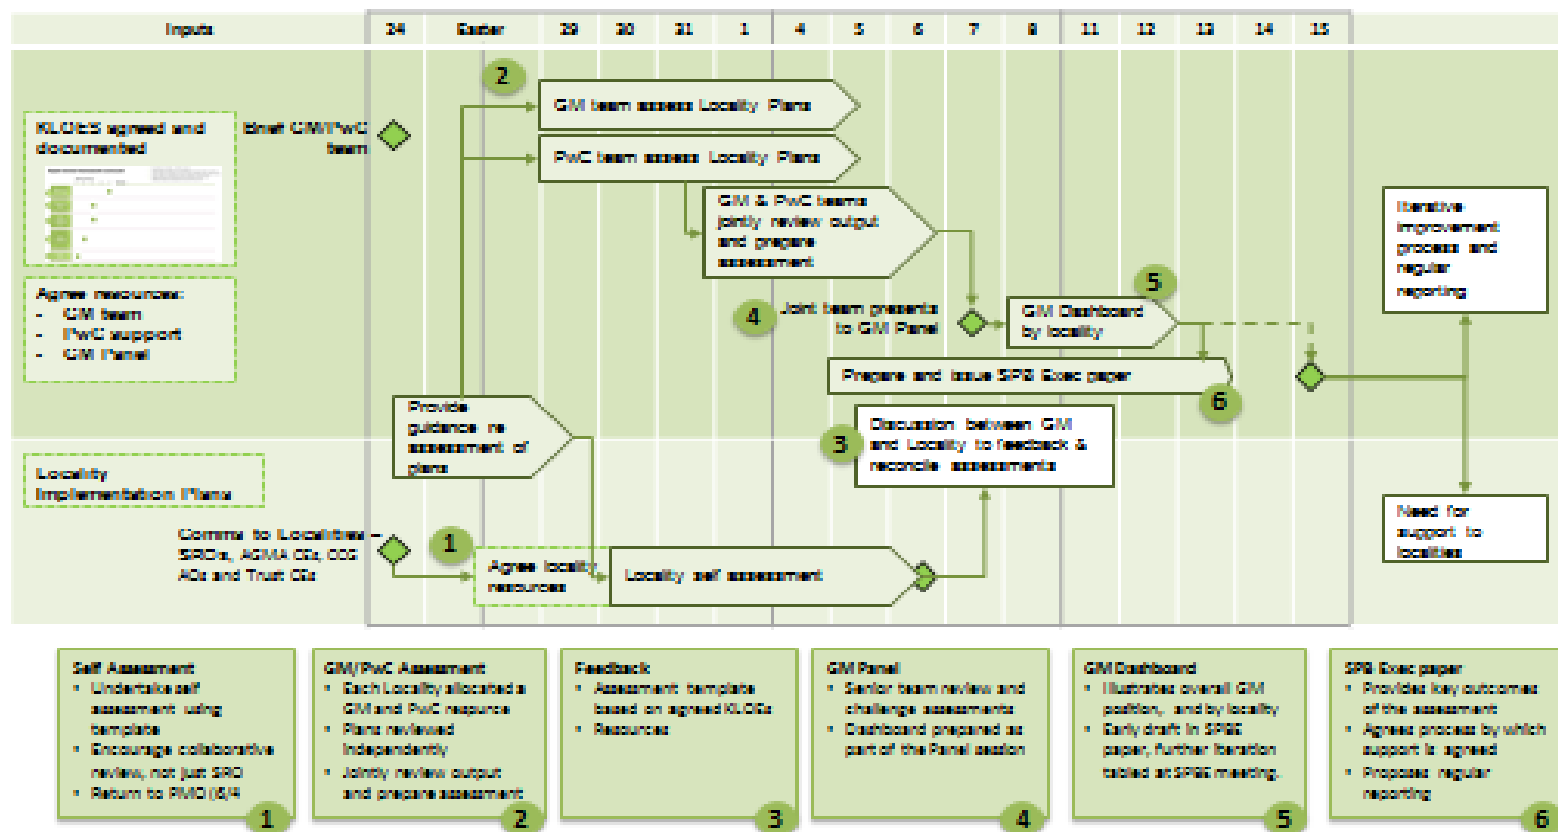 Inputs
24
Easter
29
30
31
1
4
5
6
7
8
11
12
13
14
15
2
GM team assess Locality Plans
KLOES agreed and
documented
Brief GM/PwC
team
PwC team assess Locality Plans
GM & PwC teams
jointly review output
and prepare
assessment
Iterative
improvement
process and
regular
reporting
Agree resources:
- GM team
- PwC support
- GM Panel
4
Joint team presents
to GM Panel
5
GM Dashboard
by locality
Prepare and issue SPB Exec paper
6
Provide
guidance re
assessment of
plans
3
Discussion between GM
and Locality to feedback &
reconcile assessments
Locality
Implementation Plans
Need for
support to
localities
Comms to Localities –
SROs, AGMA CEs, CCG
AOs and Trust CEs
1
Agree locality
resources
Locality self assessment
Self Assessment
• Undertake self
assessment using
template
• Encourage collaborative
review, not just SRO
• Return to PMO (6/4
1
GM/PwC Assessment
• Each Locality allocated a
GM and PwC resource
• Plans reviewed
independently
• Jointly review output
and prepare assessment
2
Feedback
• Assessment template
based on agreed KLOEs
• Resources
3
GM Panel
• Senior team review and
challenge assessments
• Dashboard prepared as
part of the Panel session
4
GM Dashboard
• Illustrates overall GM
position, and by locality
• Early draft in SPBE
paper, further iteration
tabled at SPBE meeting.
5
SPB Exec paper
• Provides key outcomes
of the assessment
• Agrees process by which
support is agreed
• Proposes regular
reporting
6